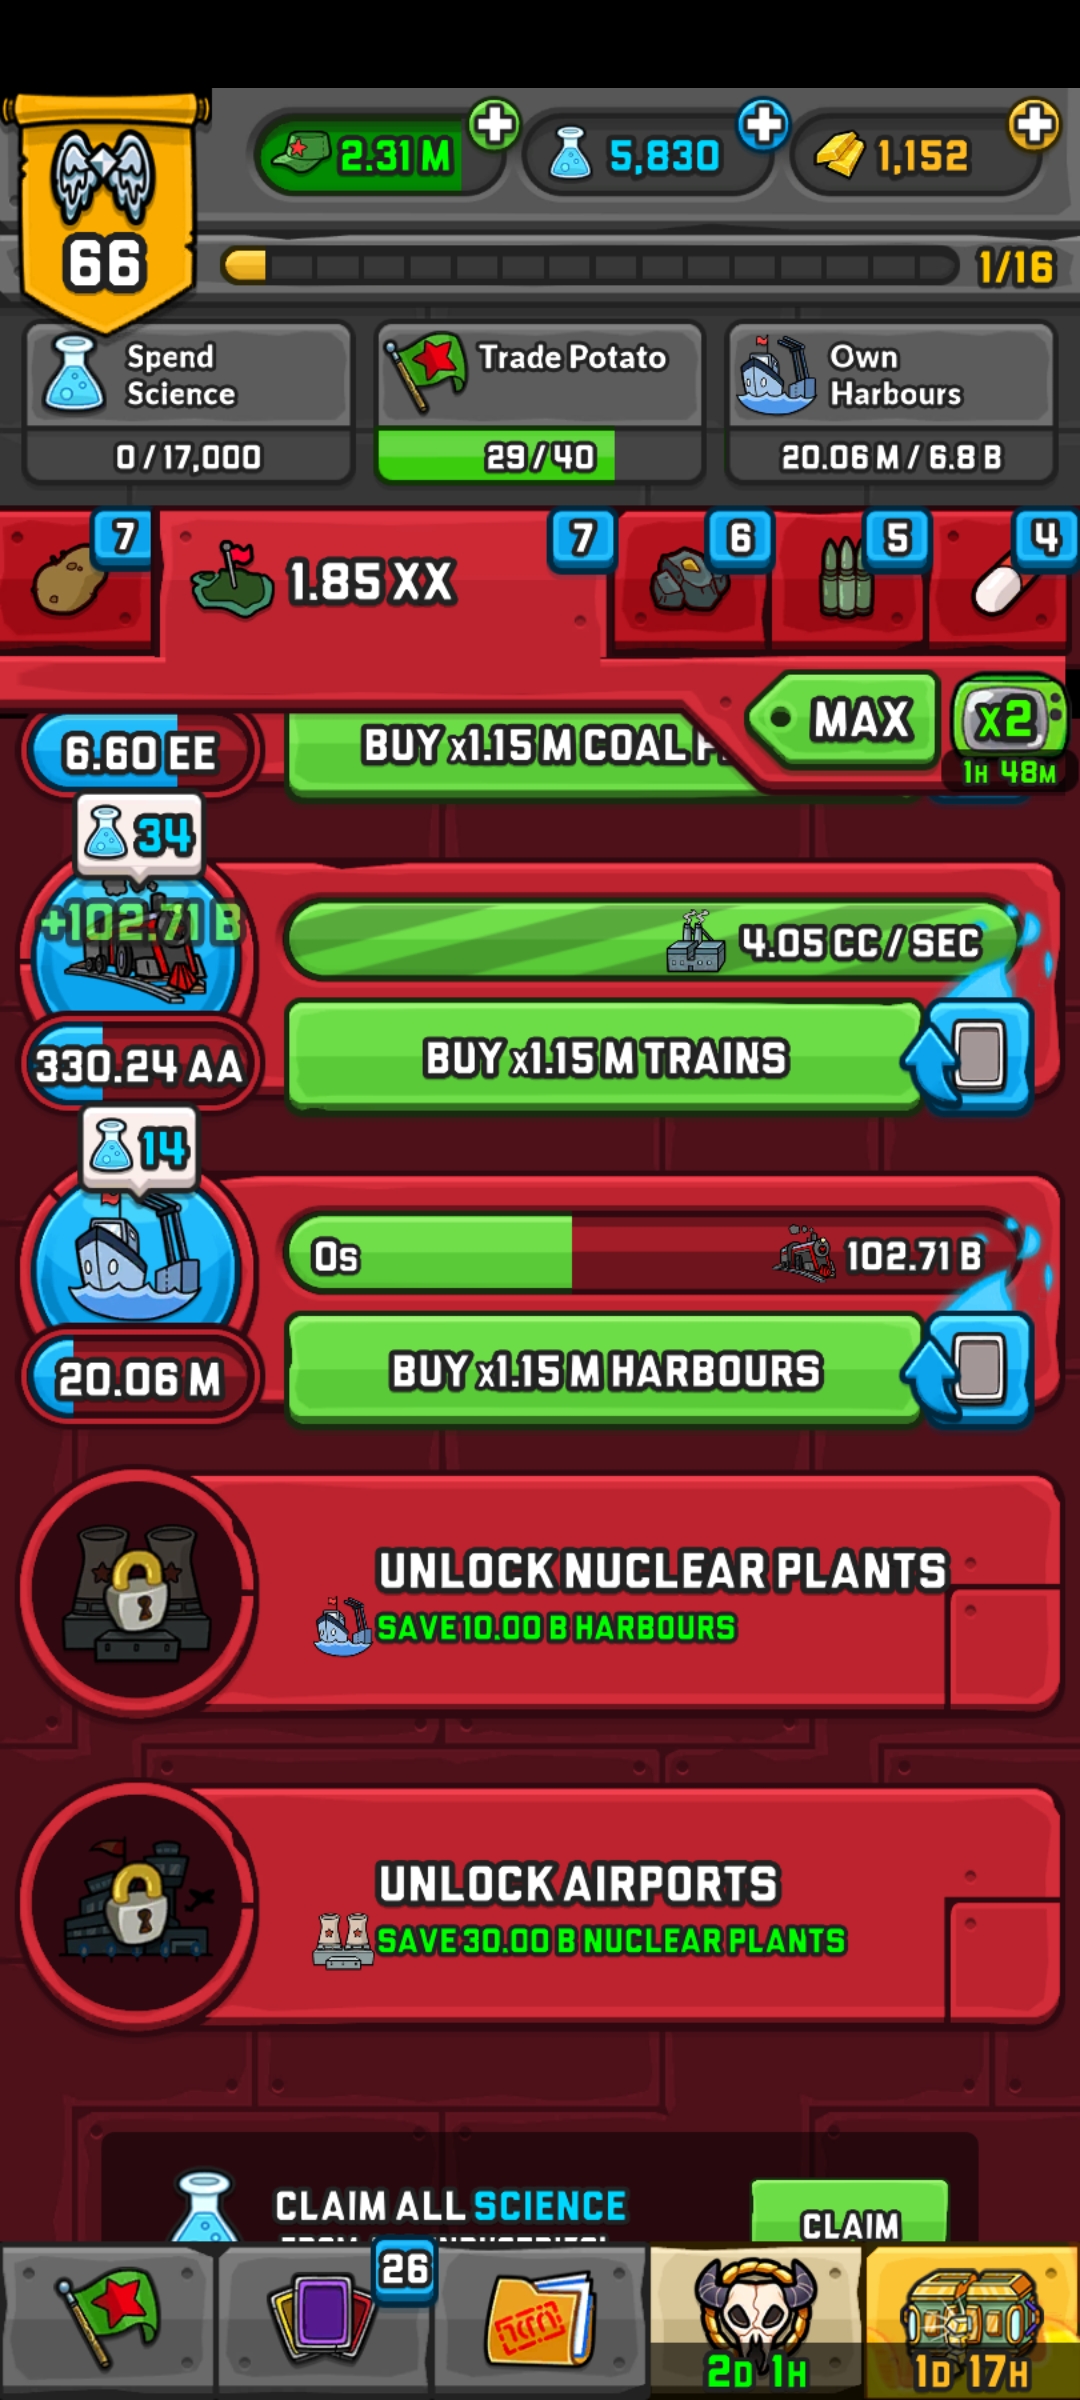 66
2.31 M
5,830
1,152
1/16
Spend
Science
0 / 17,000
Trade Potato
29 / 40
Own
Harbours
20.06 M / 6.8 B
7
1.85 XX
7
6
5
4
MAX
x2
1H 48M
6.60 EE
BUY x1.15 M COAL
34
+102.71 B
4.05 CC / SEC
330.24 AA
BUY x1.15 M TRAINS
14
0s
102.71 B
20.06 M
BUY x1.15 M HARBOURS
UNLOCK NUCLEAR PLANTS
SAVE 10.00 B HARBOURS
UNLOCK AIRPORTS
SAVE 30.00 B NUCLEAR PLANTS
CLAIM ALL SCIENCE
CLAIM
26
2D 1H
1D 17H